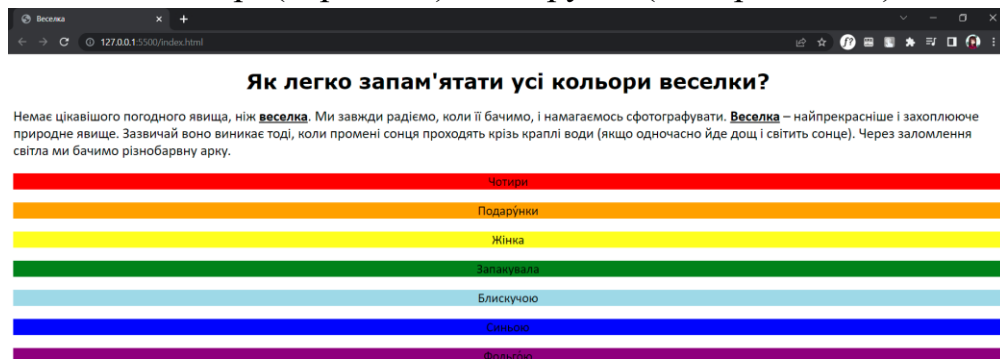 Веселка
127.0.0.1:5500/index.html
Як легко запам'ятати усі кольори веселки?
Немає цікавішого погодного явища, ніж веселка. Ми завжди радіємо, коли її бачимо, і намагаємось сфотографувати. Веселка – найпрекрасніше і захоплююче
природне явище. Зазвичай воно виникає тоді, коли промені сонця проходять крізь краплі води (якщо одночасно йде дощ і світить сонце). Через заломлення
світла ми бачимо різнобарвну арку.
Чотири
Подару́нки
Жінка
Запакувала
Блискучою
Синьою
Фольгою